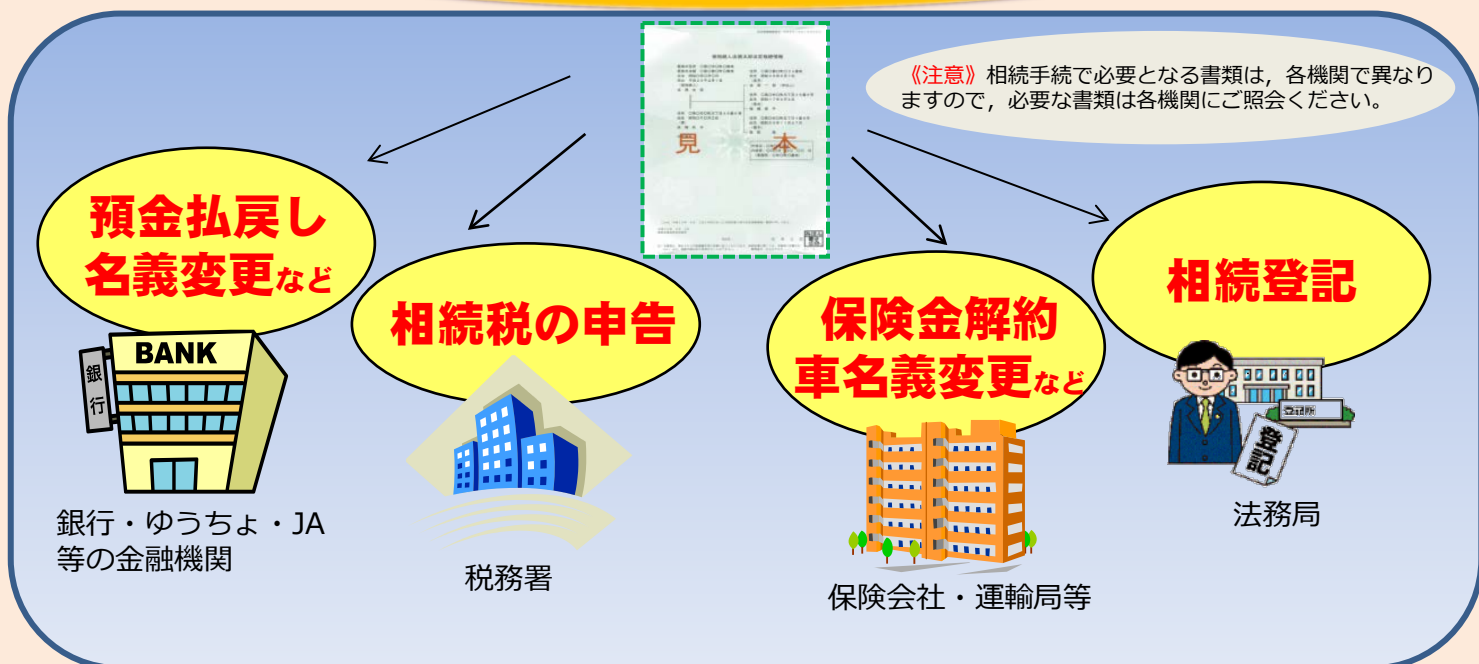 《注意》相続手続で必要となる書類は，各機関で異なり
ますので，必要な書類は各機関にご照会ください。
見本
預金払戻し
名義変更など
BANK
銀行
銀行・ゆうちょ・JA
等の金融機関
相続税の申告
税務署
保険金解約
車名義変更など
保険会社・運輸局等
相続登記
登記所
登記
法務局